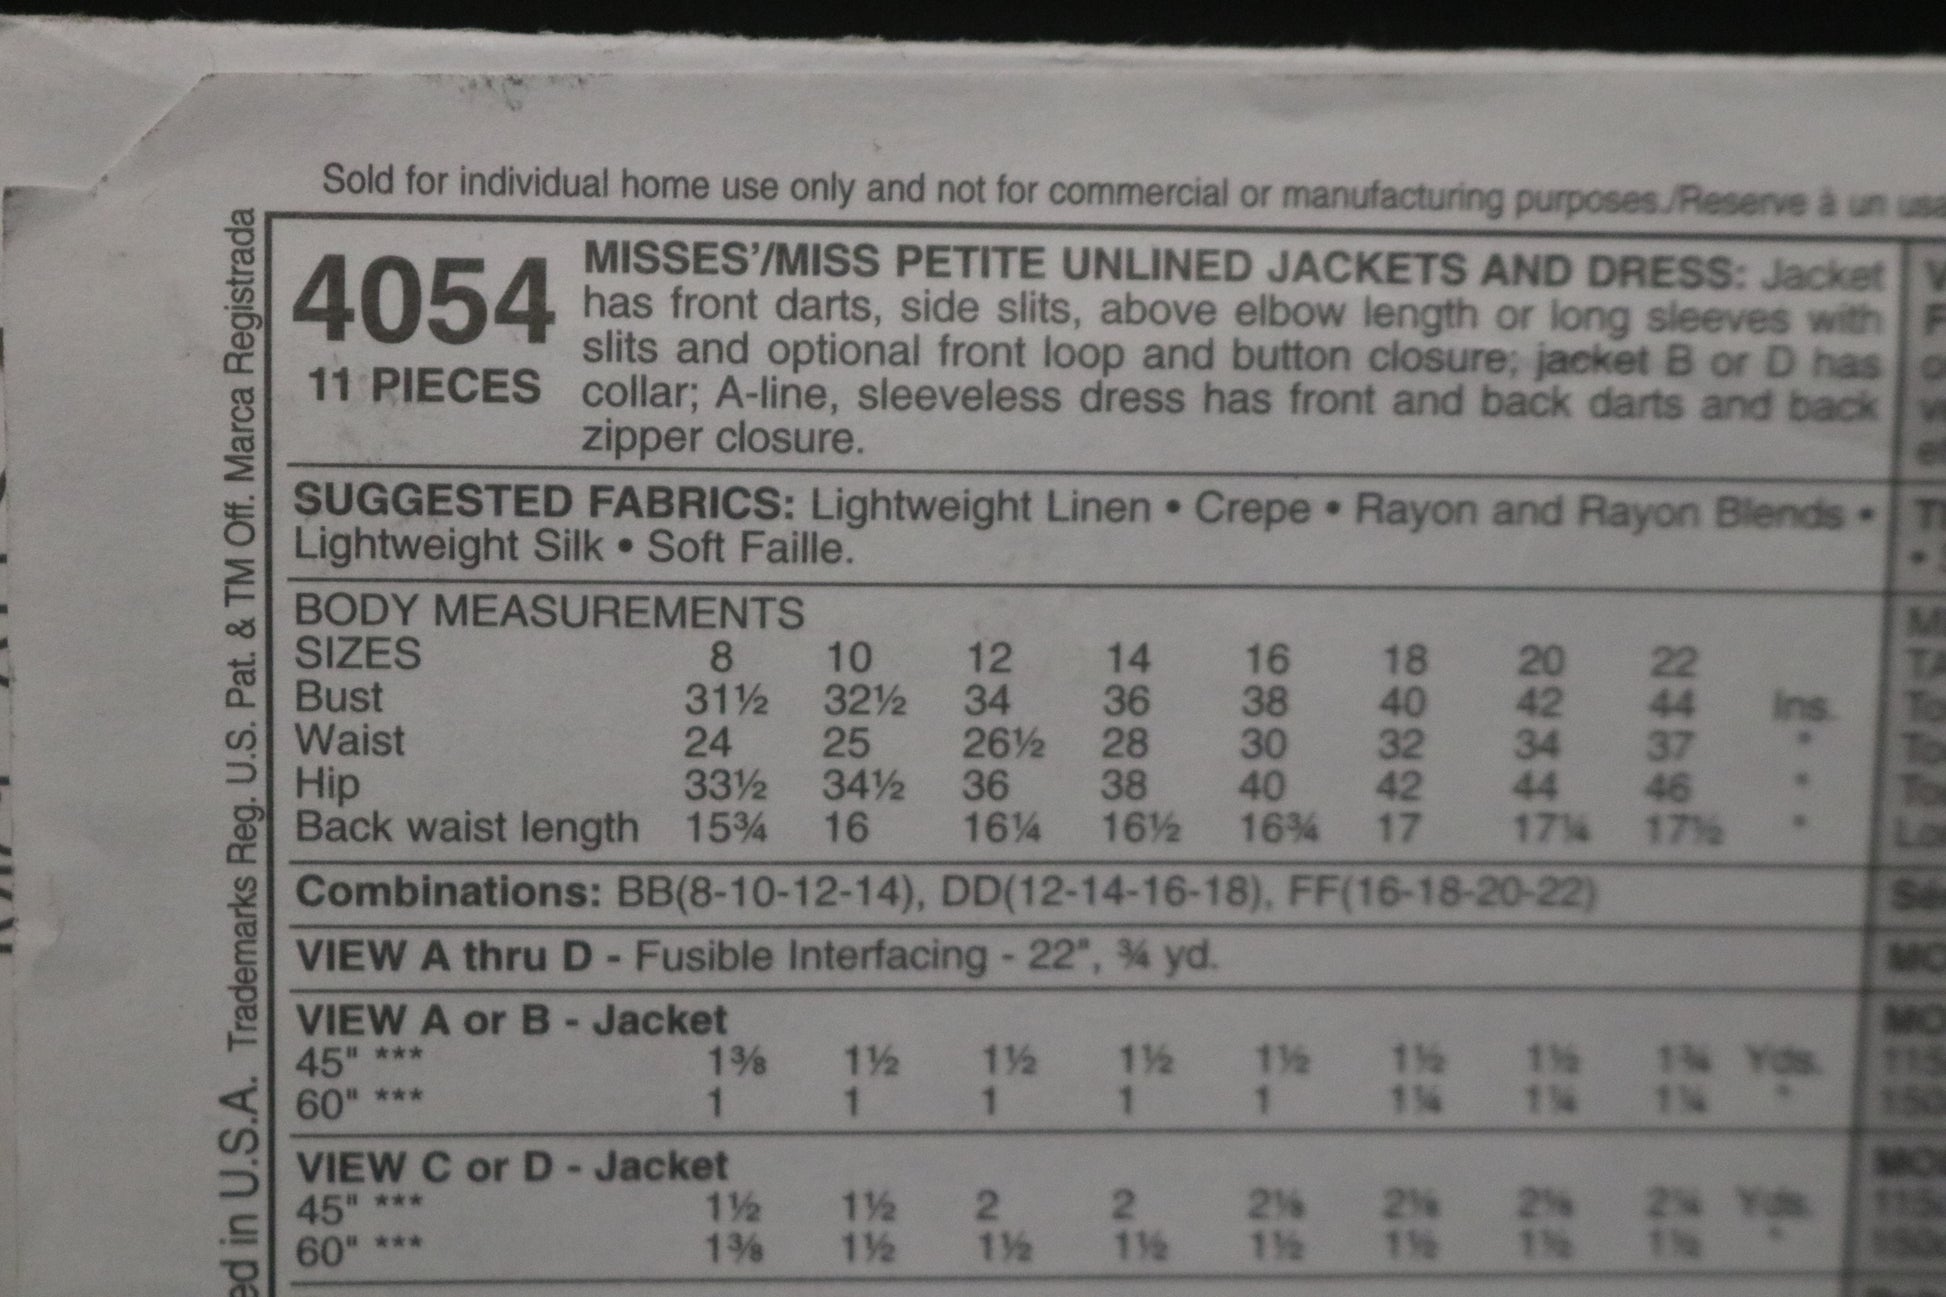 Sold for individual home use only and not for commercial or manufacturing purposes./Reserve à un usa
4054
11 PIECES
MISSES'/MISS PETITE UNLINED JACKETS AND DRESS: Jacket
has front darts, side slits, above elbow length or long sleeves with
slits and optional front loop and button closure; jacket B or D has
collar; A-line, sleeveless dress has front and back darts and back
zipper closure.
SUGGESTED FABRICS: Lightweight Linen • Crepe • Rayon and Rayon Blends •
Lightweight Silk • Soft Faille.
BODY MEASUREMENTS
SIZES 8 10 12 14 16 18 20 22
Bust 31½ 32½ 34 36 38 40 42 44 Ins.
Waist 24 25 26½ 28 30 32 34 37 "
Hip 33½ 34½ 36 38 40 42 44 46 "
Back waist length 15¾ 16 16¼ 16½ 16¾ 17 17¼ 17½ "
Combinations: BB(8-10-12-14), DD(12-14-16-18), FF(16-18-20-22)
VIEW A thru D - Fusible Interfacing - 22", ¾ yd.
VIEW A or B - Jacket
45" *** 1⅜ 1½ 1½ 1½ 1½ 1½ 1½ 1¾ Yds.
60" *** 1 1 1 1 1 1¼ 1¼ 1¼ "
VIEW C or D - Jacket
45" *** 1½ 1½ 2 2 2⅛ Yds.
60" *** 1⅜ 1½ 1½ 1½ 1½ "
ed in U.S.A. Trademarks Reg. U.S. Pat. & TM Off. Marca Registrada